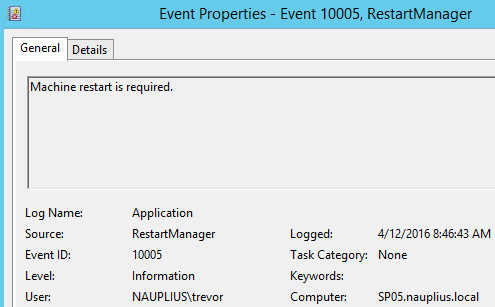 Event Properties - Event 10005, RestartManager
General Details
Machine restart is required.
Log Name: Application
Source: RestartManager Logged: 4/12/2016 8:46:43 AM
Event ID: 10005 Task Category: None
Level: Information Keywords:
User: NAUPLIUS\trevor Computer: SP05.nauplius.local